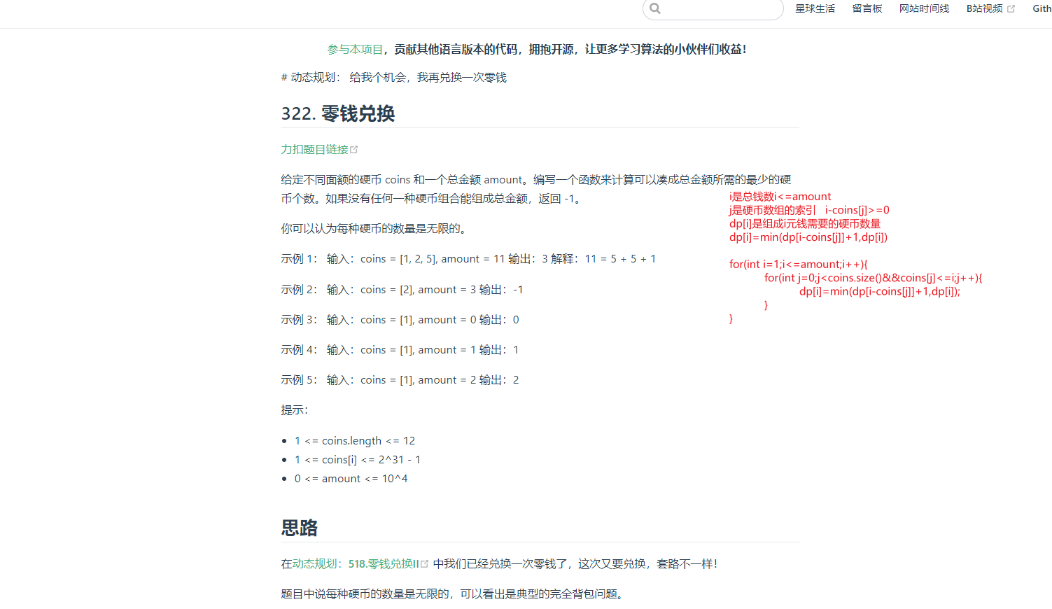 星球生活 留言板 网站时间线 B站视频 Gith
参与本项目，贡献其他语言版本的代码，拥抱开源，让更多学习算法的小伙伴们收益！
# 动态规划： 给我个机会，我再兑换一次零钱
322. 零钱兑换
力扣题目链接
给定不同面额的硬币 coins 和一个总金额 amount。编写一个函数来计算可以凑成总金额所需的最少的硬
币个数。如果没有任何一种硬币组合能组成总金额，返回 -1。
你可以认为每种硬币的数量是无限的。
示例 1： 输入：coins = [1, 2, 5], amount = 11 输出：3 解释：11 = 5 + 5 + 1
示例 2： 输入：coins = [2], amount = 3 输出：-1
示例 3： 输入：coins = [1], amount = 0 输出：0
示例 4： 输入：coins = [1], amount = 1 输出：1
示例 5： 输入：coins = [1], amount = 2 输出：2
提示：
1 <= coins.length <= 12
1 <= coins[i] <= 2^31 - 1
0 <= amount <= 10^4
i是总钱数i<=amount
j是硬币数组的索引 i-coins[j]>=0
dp[i]是组成i元钱需要的硬币数量
dp[i]=min(dp[i-coins[j]]+1,dp[i])
for(int i=1;i<=amount;i++){
for(int j=0;j<coins.size()&&coins[j]<=i;j++){
dp[i]=min(dp[i-coins[j]]+1,dp[i]);
}
}
思路
在动态规划：518.零钱兑换II 中我们已经兑换一次零钱了，这次又要兑换，套路不一样！
题目中说每种硬币的数量是无限的，可以看出是典型的完全背包问题。